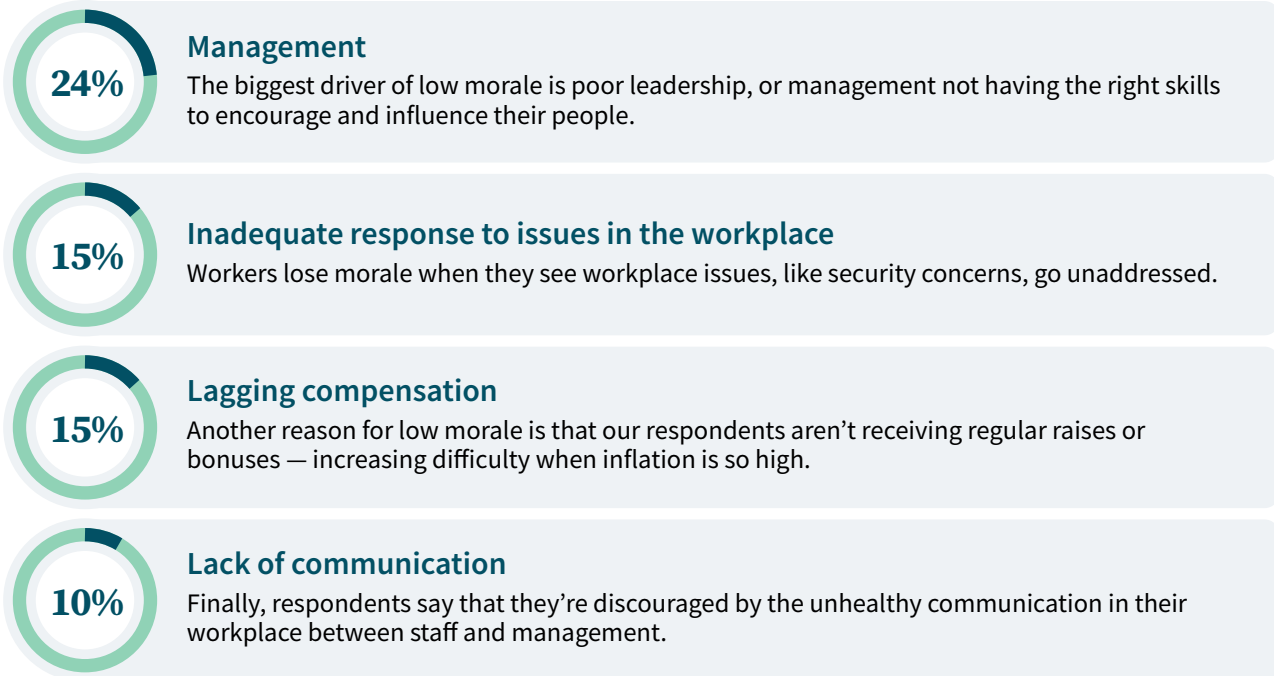 24%
Management
The biggest driver of low morale is poor leadership, or management not having the right skills
to encourage and influence their people.
15%
Inadequate response to issues in the workplace
Workers lose morale when they see workplace issues, like security concerns, go unaddressed.
15%
Lagging compensation
Another reason for low morale is that our respondents aren’t receiving regular raises or
bonuses — increasing difficulty when inflation is so high.
10%
Lack of communication
Finally, respondents say that they’re discouraged by the unhealthy communication in their
workplace between staff and management.